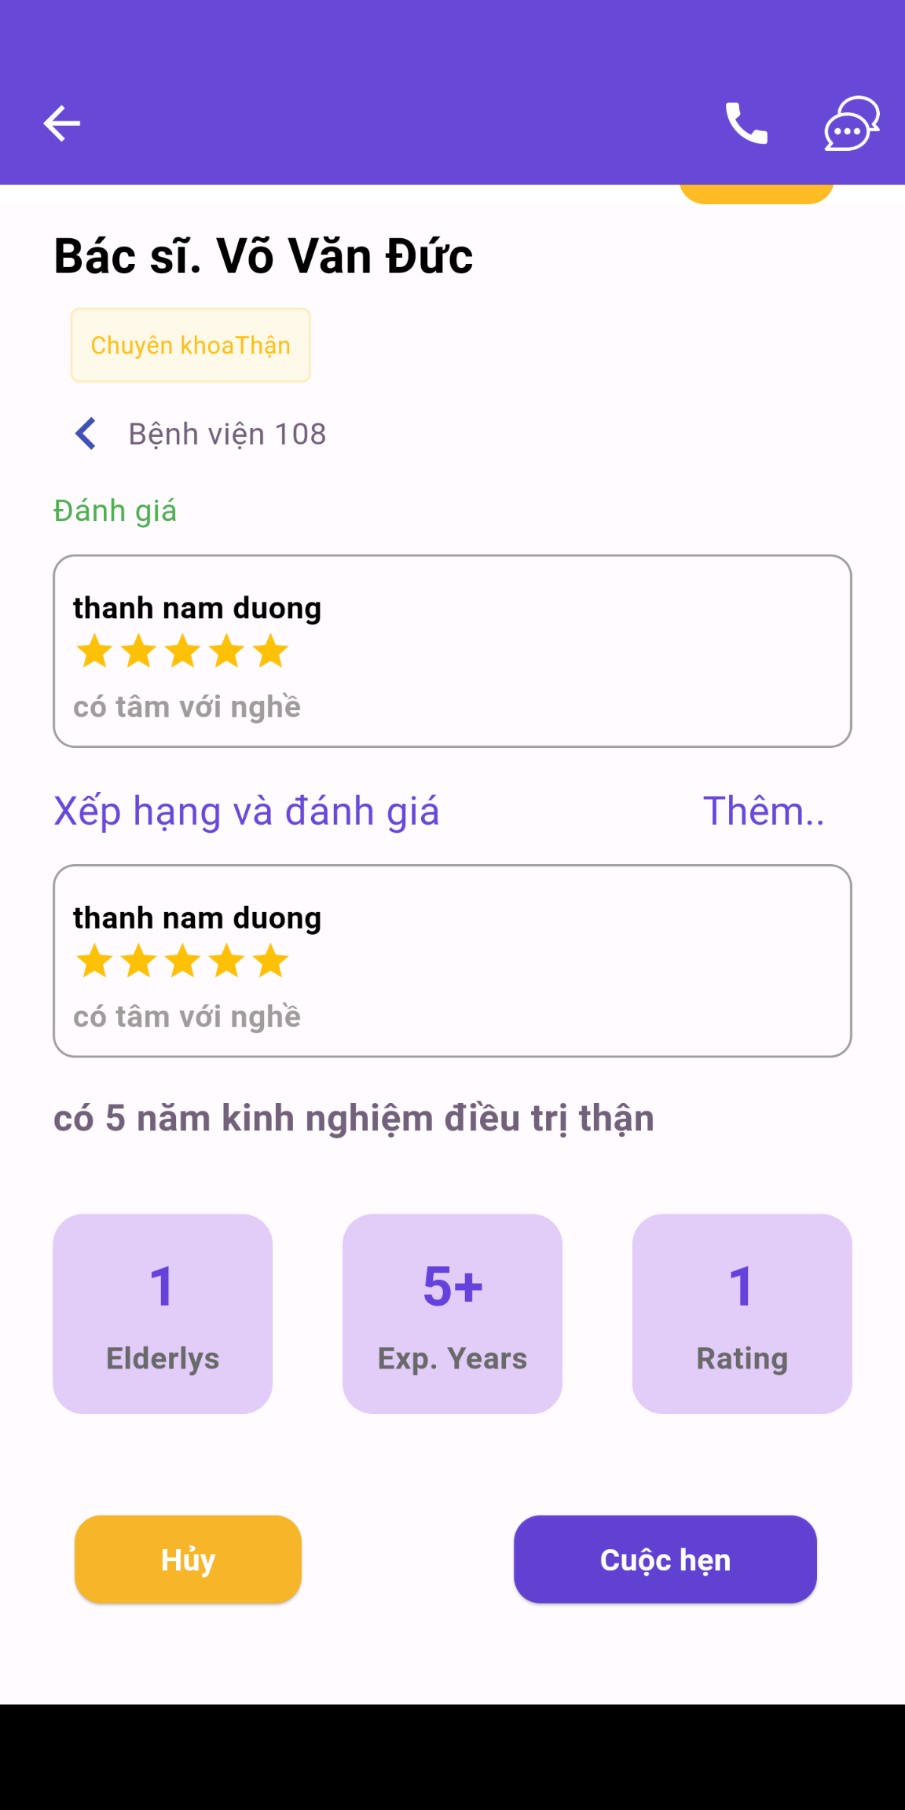 Bác sĩ. Võ Văn Đức
Chuyên khoaThận
Bệnh viện 108
Đánh giá
thanh nam duong
có tâm với nghề
Xếp hạng và đánh giá Thêm..
thanh nam duong
có tâm với nghề
có 5 năm kinh nghiệm điều trị thận
1 5+ 1
Elderlys Exp. Years Rating
Hủy Cuộc hẹn